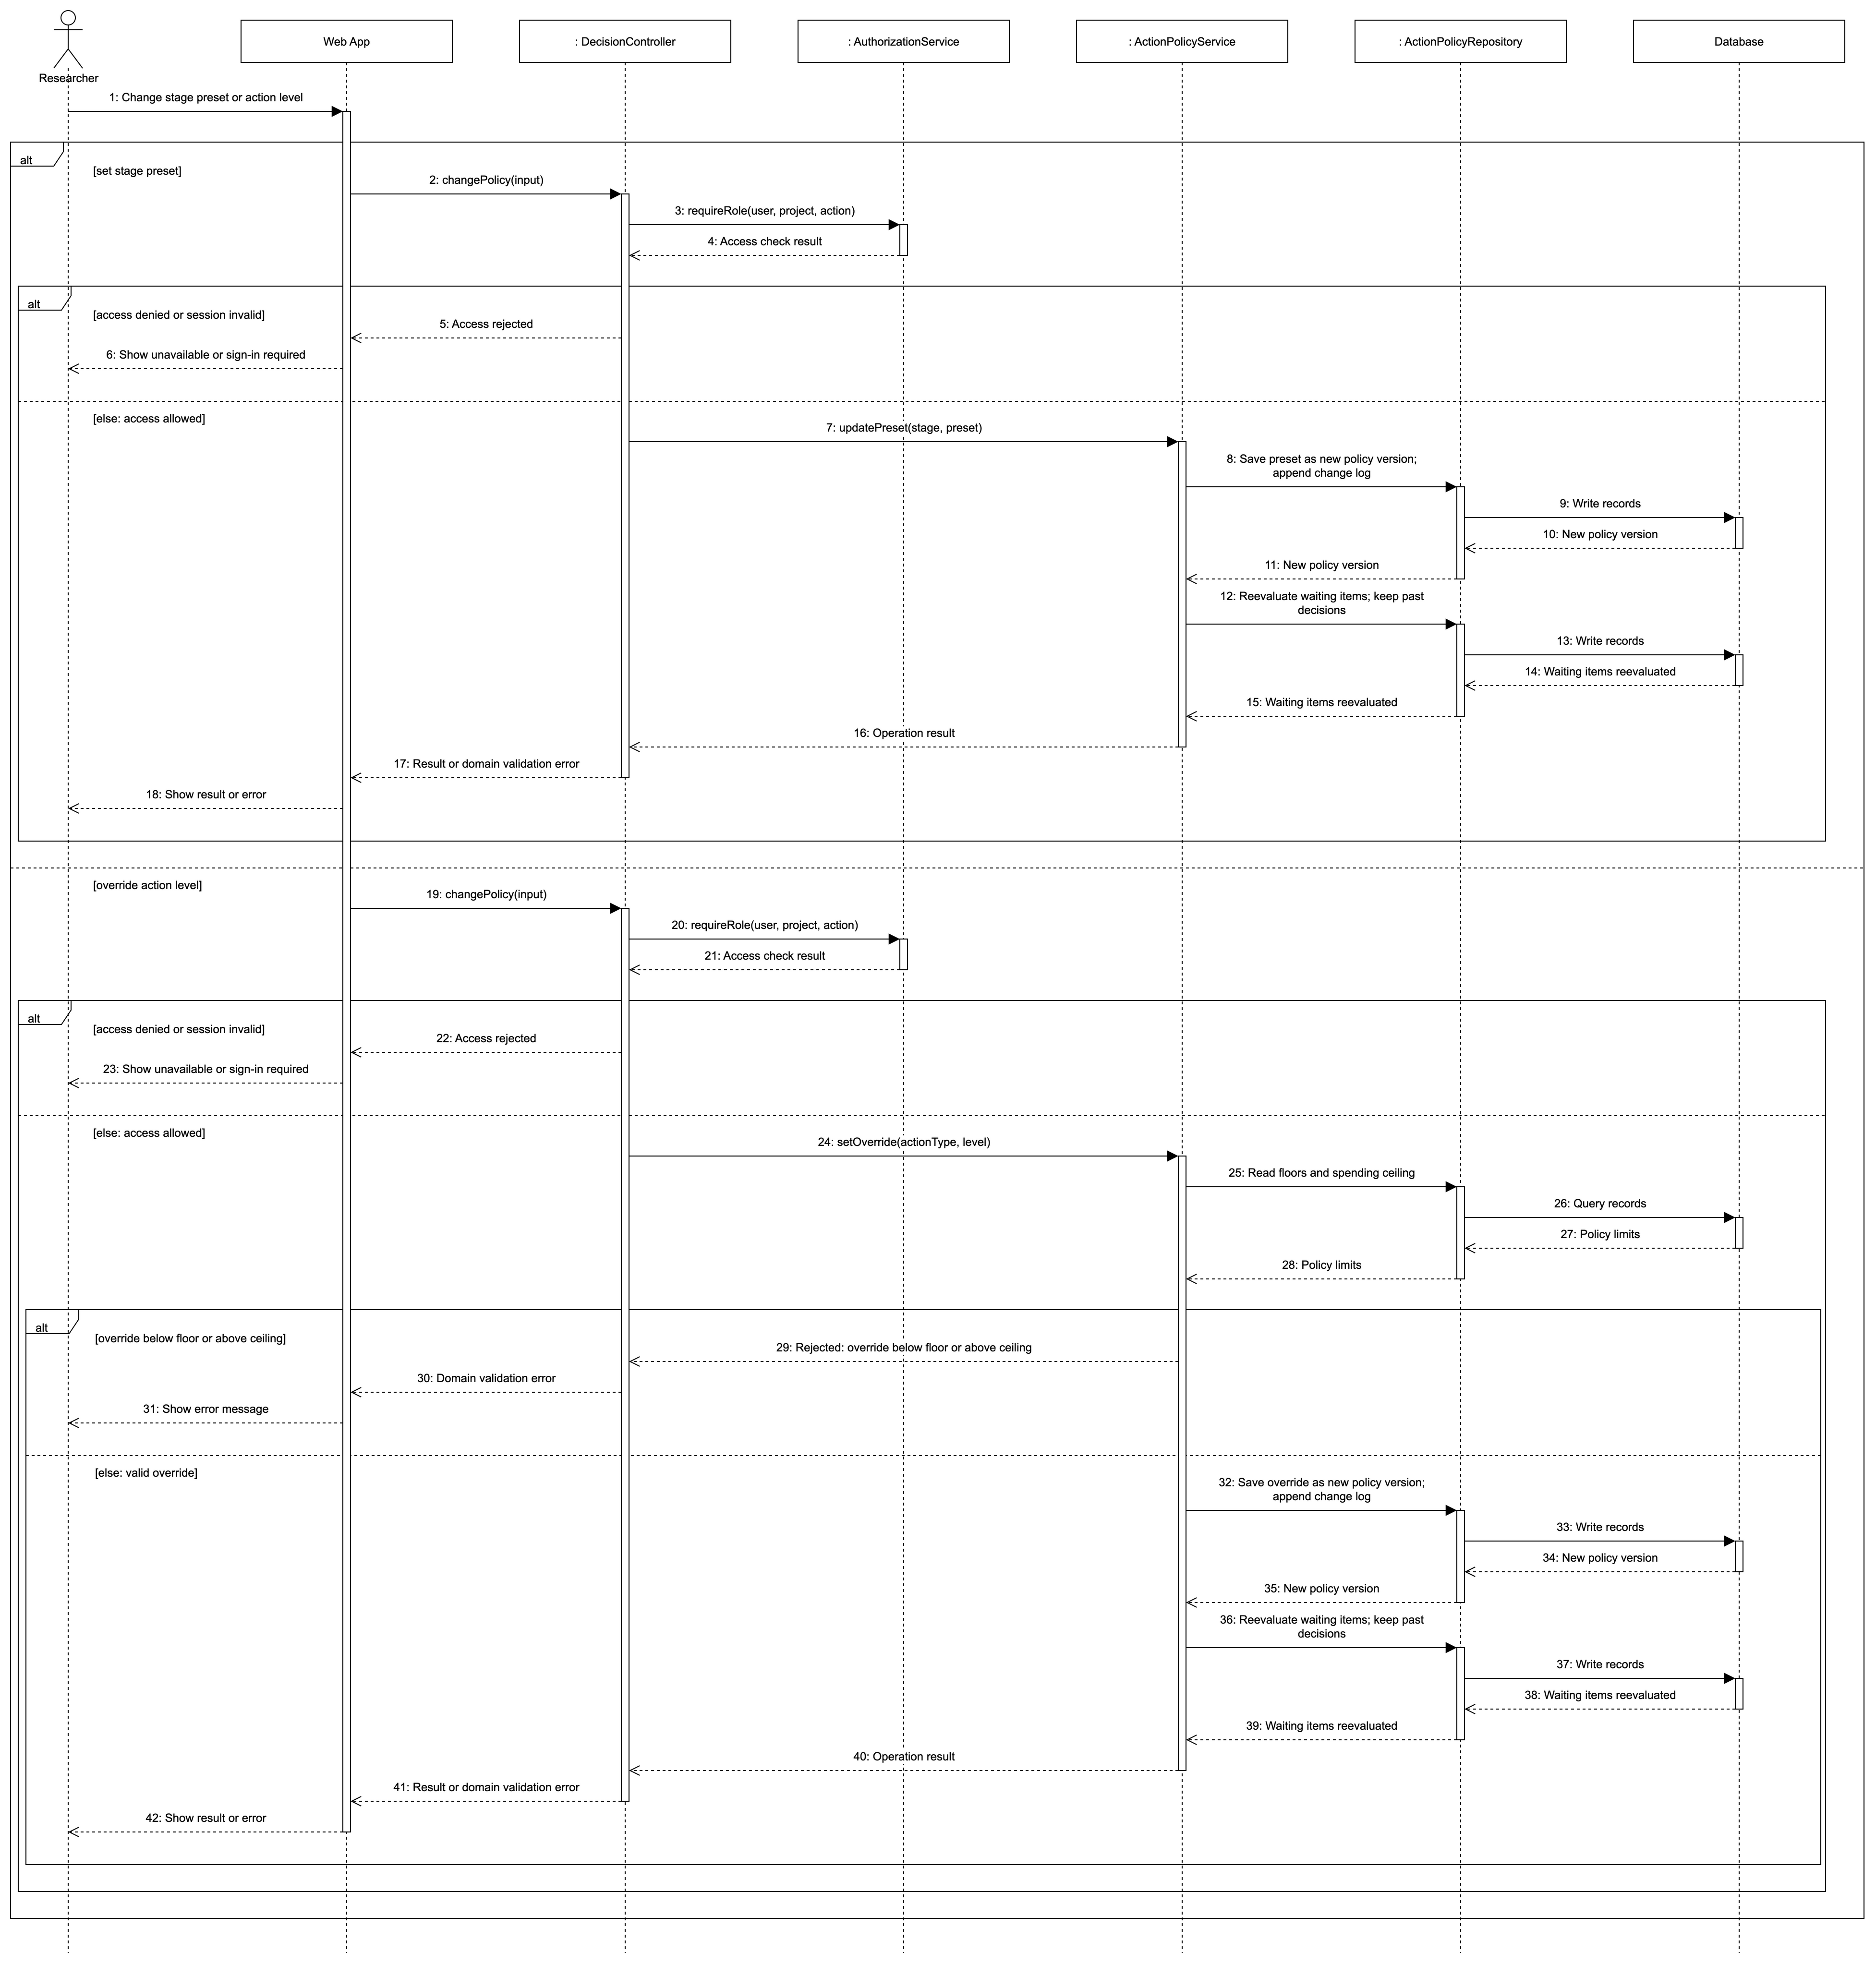 Researcher
Web App
: DecisionController
: AuthorizationService
: ActionPolicyService
: ActionPolicyRepository
Database
1: Change stage preset or action level
alt
[set stage preset]
2: changePolicy(input)
3: requireRole(user, project, action)
4: Access check result
alt
[access denied or session invalid]
5: Access rejected
6: Show unavailable or sign-in required
[else: access allowed]
7: updatePreset(stage, preset)
8: Save preset as new policy version;
append change log
9: Write records
10: New policy version
11: New policy version
12: Reevaluate waiting items; keep past
decisions
13: Write records
14: Waiting items reevaluated
15: Waiting items reevaluated
16: Operation result
17: Result or domain validation error
18: Show result or error
[override action level]
19: changePolicy(input)
20: requireRole(user, project, action)
21: Access check result
alt
[access denied or session invalid]
22: Access rejected
23: Show unavailable or sign-in required
[else: access allowed]
24: setOverride(actionType, level)
25: Read floors and spending ceiling
26: Query records
27: Policy limits
28: Policy limits
alt
[override below floor or above ceiling]
29: Rejected: override below floor or above ceiling
30: Domain validation error
31: Show error message
[else: valid override]
32: Save override as new policy version;
append change log
33: Write records
34: New policy version
35: New policy version
36: Reevaluate waiting items; keep past
decisions
37: Write records
38: Waiting items reevaluated
39: Waiting items reevaluated
40: Operation result
41: Result or domain validation error
42: Show result or error